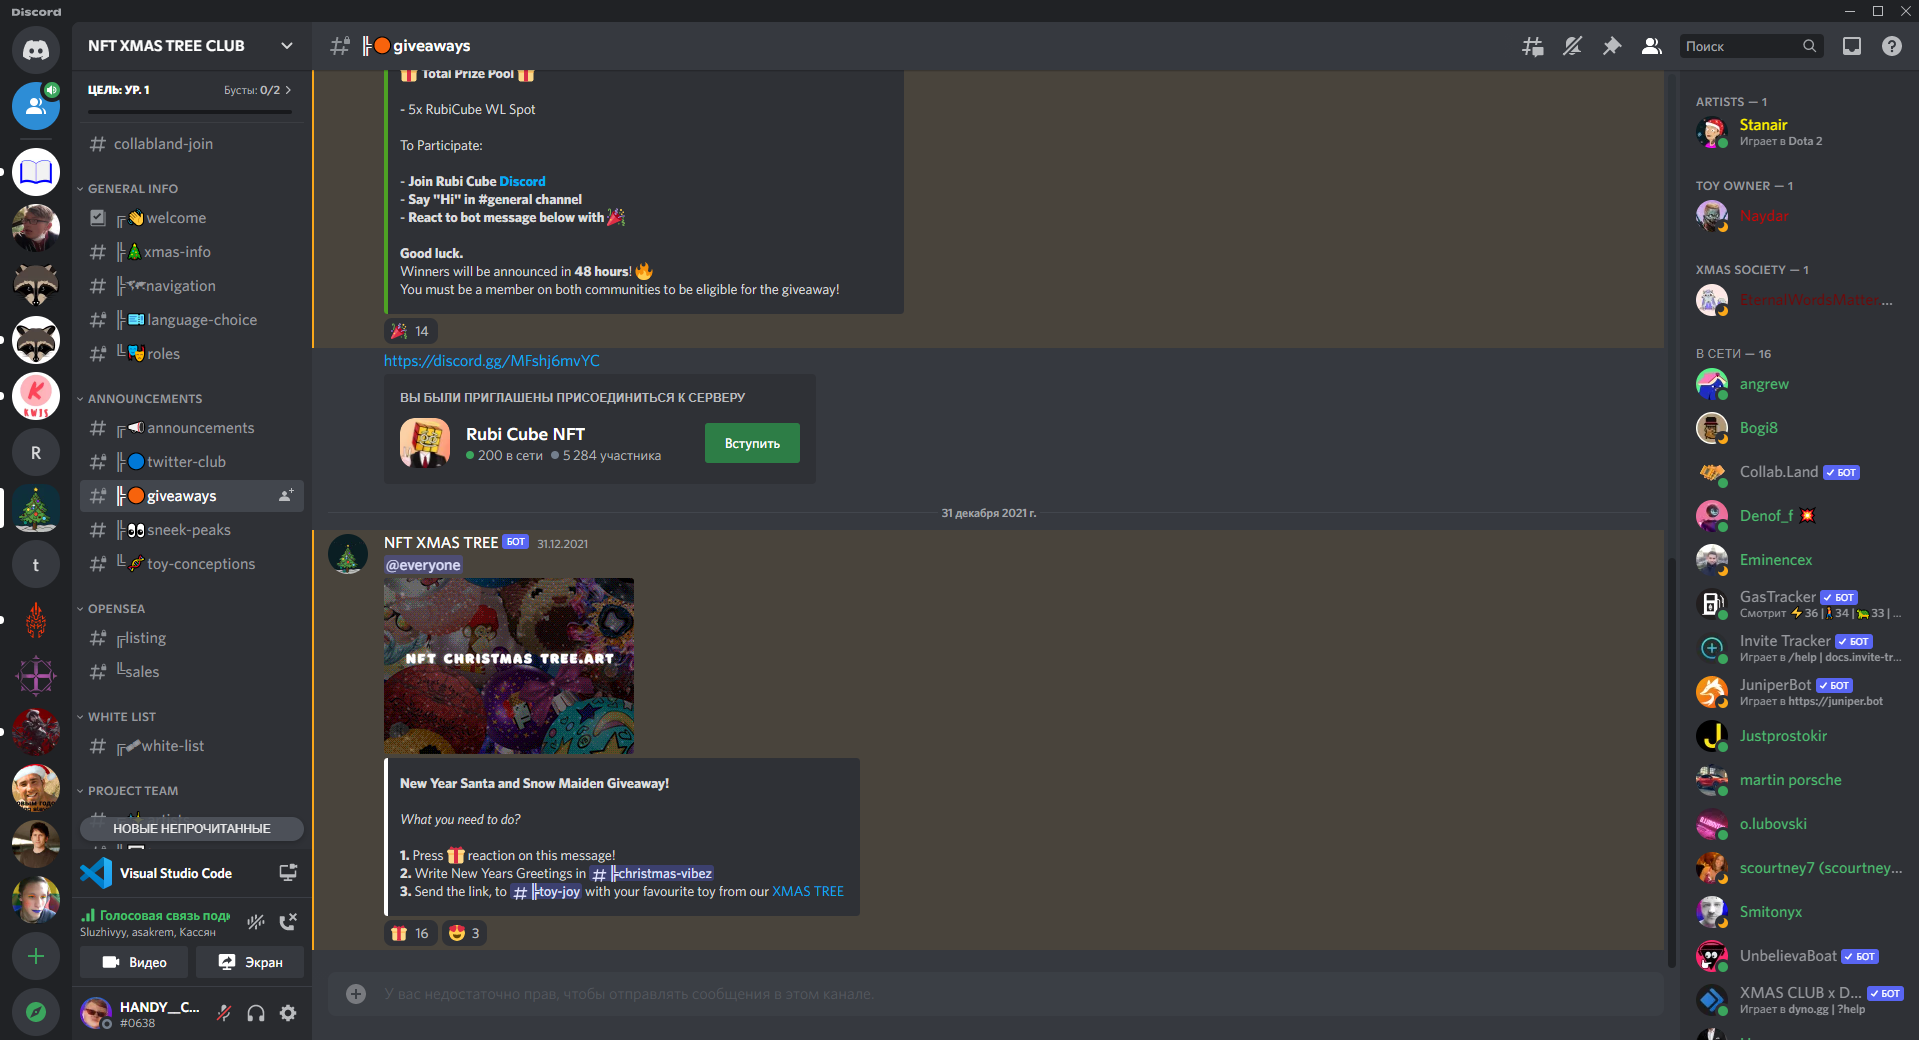 Discord
NFT XMAS TREE CLUB
giveaways
Поиск
ЦЕЛЬ: УР. 1
Бусты: 0/2
collabland-join
GENERAL INFO
welcome
xmas-info
navigation
language-choice
roles
ANNOUNCEMENTS
announcements
twitter-club
giveaways
sneek-peaks
toy-conceptions
OPENSEA
listing
sales
WHITE LIST
white-list
PROJECT TEAM
НОВЫЕ НЕПРОЧИТАННЫЕ
Visual Studio Code
Голосовая связь подк
Sluzhivyy, asakrem, Кассян
Видео
Экран
HANDY__C...
#0638
KWJS
R
t
Total Prize Pool
- 5x RubiCube WL Spot
To Participate:
- Join Rubi Cube Discord
- Say "Hi" in #general channel
- React to bot message below with
Good luck.
Winners will be announced in 48 hours!
You must be a member on both communities to be eligible for the giveaway!
14
https://discord.gg/MFshj6mvYC
ВЫ БЫЛИ ПРИГЛАШЕНЫ ПРИСОЕДИНИТЬСЯ К СЕРВЕРУ
Rubi Cube NFT
200 в сети 5 284 участника
Вступить
31 декабря 2021 г.
NFT XMAS TREE БОТ 31.12.2021
@everyone
NFT CHRISTMAS TREE.ART
New Year Santa and Snow Maiden Giveaway!
What you need to do?
1. Press reaction on this message!
2. Write New Years Greetings in # christmas-vibez
3. Send the link, to # toy-joy with your favourite toy from our XMAS TREE
16 3
У вас недостаточно прав, чтобы отправлять сообщения в этом канале.
ARTISTS — 1
Stanair
Играет в Dota 2
TOY OWNER — 1
Naydar
XMAS SOCIETY — 1
EternalWordsMatter ...
В СЕТИ — 16
angrew
Bogi8
Collab.Land БОТ
Denof_f
Eminencex
GasTracker БОТ
Смотрит 36 | 34 | 33 | ...
Invite Tracker БОТ
Играет в /help | docs.invite-tr...
JuniperBot БОТ
Играет в https://juniper.bot
Justprostokir
martin porsche
o.lubovski
scourtney7 (scourtney...
Smitonyx
UnbelievaBoat БОТ
XMAS CLUB x D... БОТ
Играет в dyno.gg | ?help